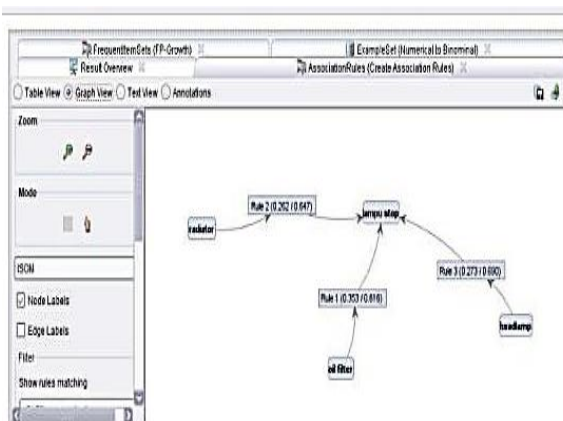 FrequentItemSets (FP-Growth)
ExampleSet (Numerical to Binominal)
Result Overview
AssociationRules (Create Association Rules)
Table View
Graph View
Text View
Annotations
Zoom
Mode
ISOM
Node Labels
Edge Labels
Filter
Show rules matching
Rule 2 (0.262 / 0.647)
lampu stop
radiator
Rule 3 (0.273 / 0.690)
Rule 1 (0.353 / 0.616)
headlamp
oil filter